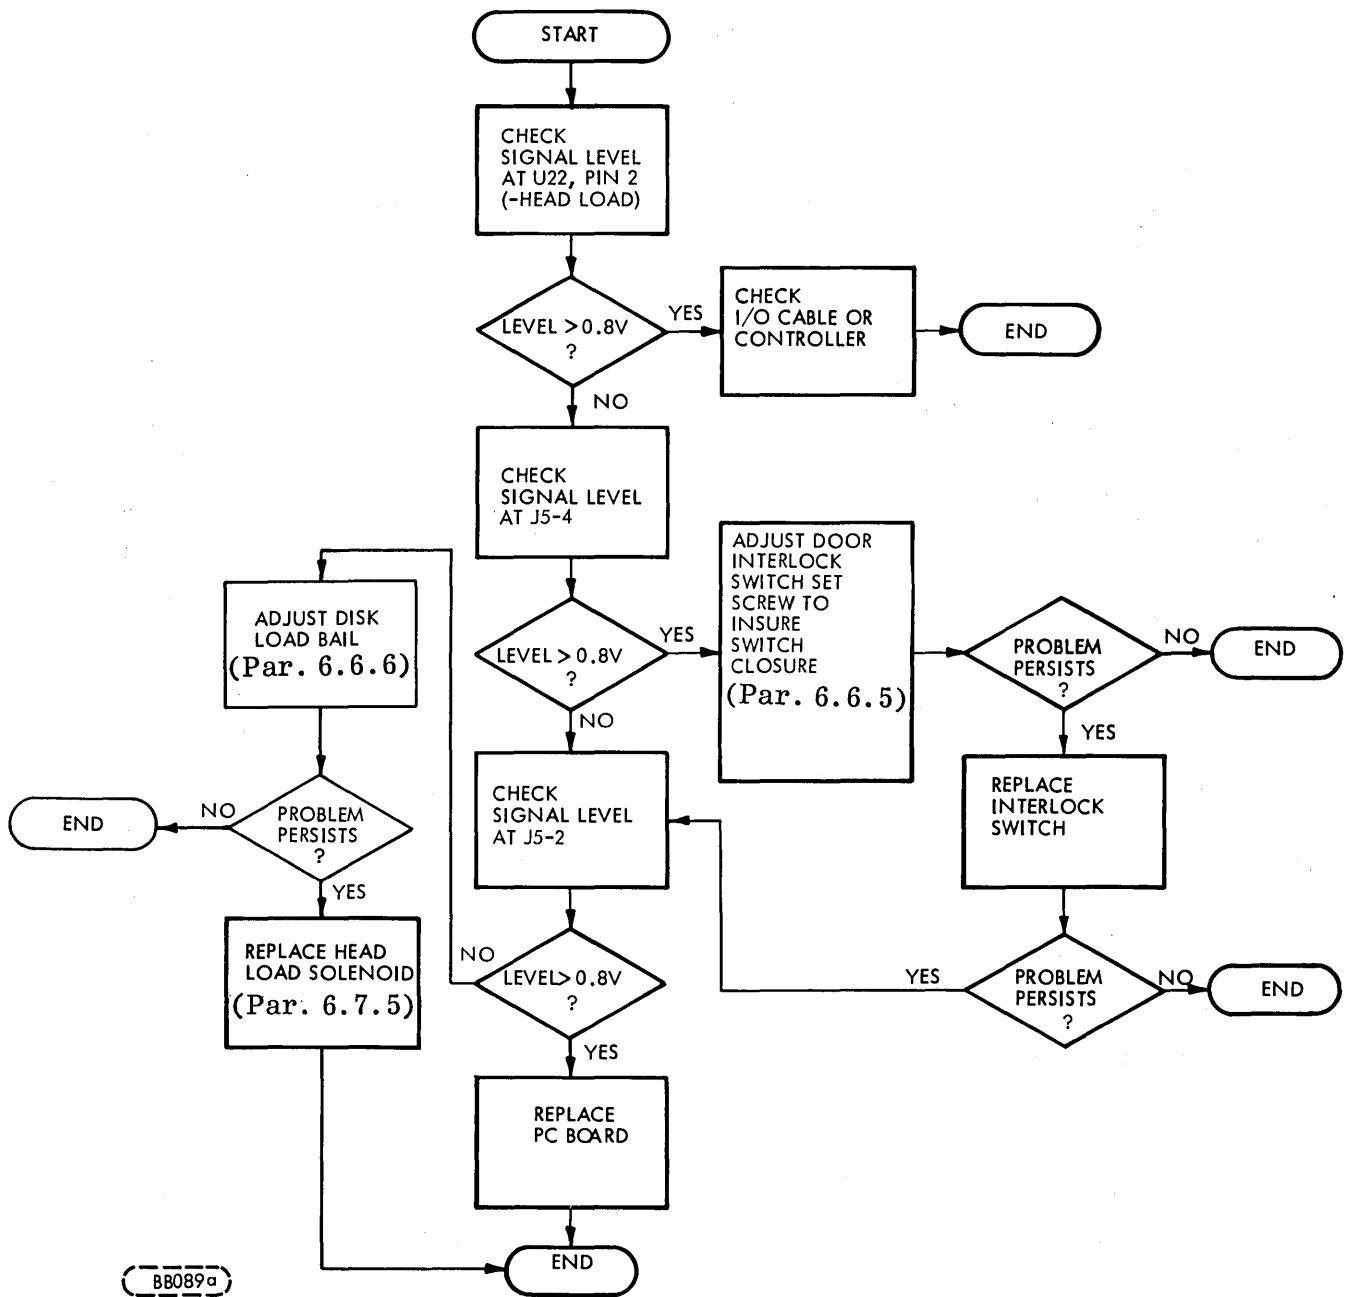 START
CHECK
SIGNAL LEVEL
AT U22, PIN 2
(-HEAD LOAD)
LEVEL > 0.8V
?
YES
CHECK
I/O CABLE OR
CONTROLLER
END
NO
CHECK
SIGNAL LEVEL
AT J5-4
LEVEL > 0.8V
?
YES
ADJUST DOOR
INTERLOCK
SWITCH SET
SCREW TO
INSURE
SWITCH
CLOSURE
(Par. 6.6.5)
PROBLEM
PERSISTS
?
NO
END
YES
REPLACE
INTERLOCK
SWITCH
PROBLEM
PERSISTS
?
NO
END
YES
NO
CHECK
SIGNAL LEVEL
AT J5-2
LEVEL > 0.8V
?
NO
ADJUST DISK
LOAD BAIL
(Par. 6.6.6)
PROBLEM
PERSISTS
?
NO
END
YES
REPLACE HEAD
LOAD SOLENOID
(Par. 6.7.5)
YES
REPLACE
PC BOARD
END
BB089a